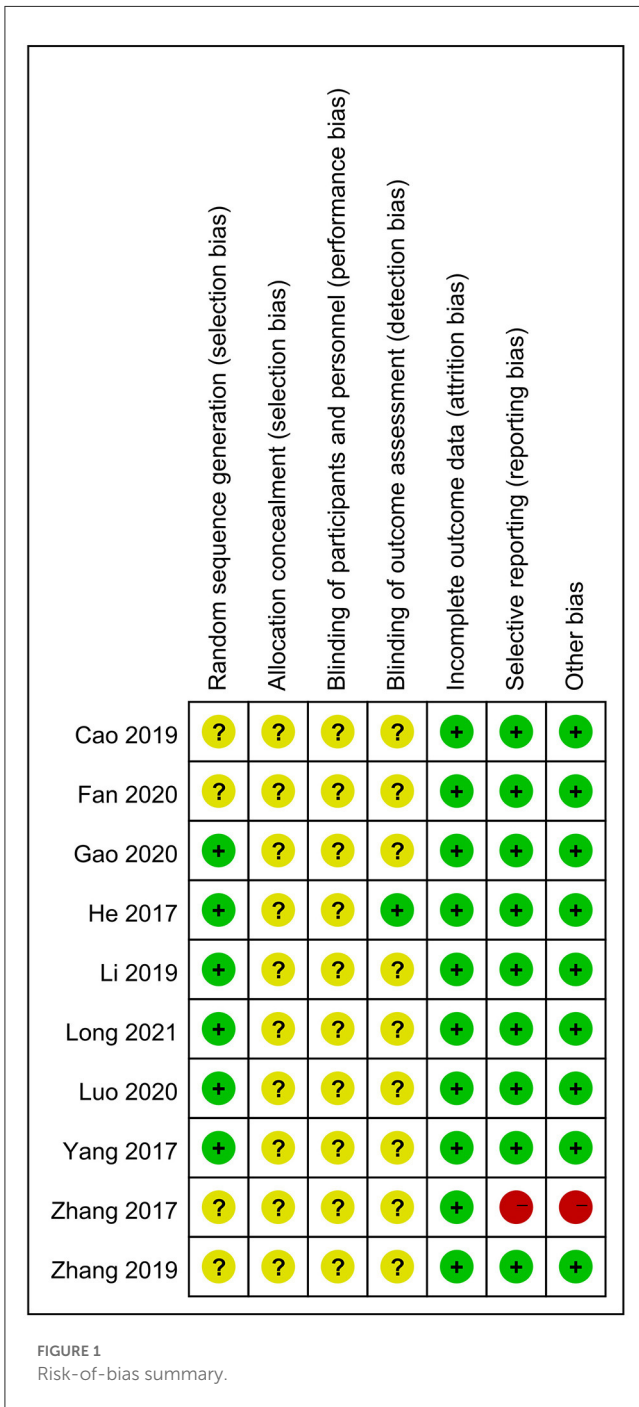 Random sequence generation (selection bias)
Allocation concealment (selection bias)
Blinding of participants and personnel (performance bias)
Blinding of outcome assessment (detection bias)
Incomplete outcome data (attrition bias)
Selective reporting (reporting bias)
Other bias
Cao 2019 ? ? ? ? + + +
Fan 2020 ? ? ? ? + + +
Gao 2020 + ? ? ? + + +
He 2017 + ? ? + + + +
Li 2019 + ? ? ? + + +
Long 2021 + ? ? ? + + +
Luo 2020 + ? ? ? + + +
Yang 2017 + ? ? ? + + +
Zhang 2017 ? ? ? ? + − −
Zhang 2019 ? ? ? ? + + +
FIGURE 1
Risk-of-bias summary.